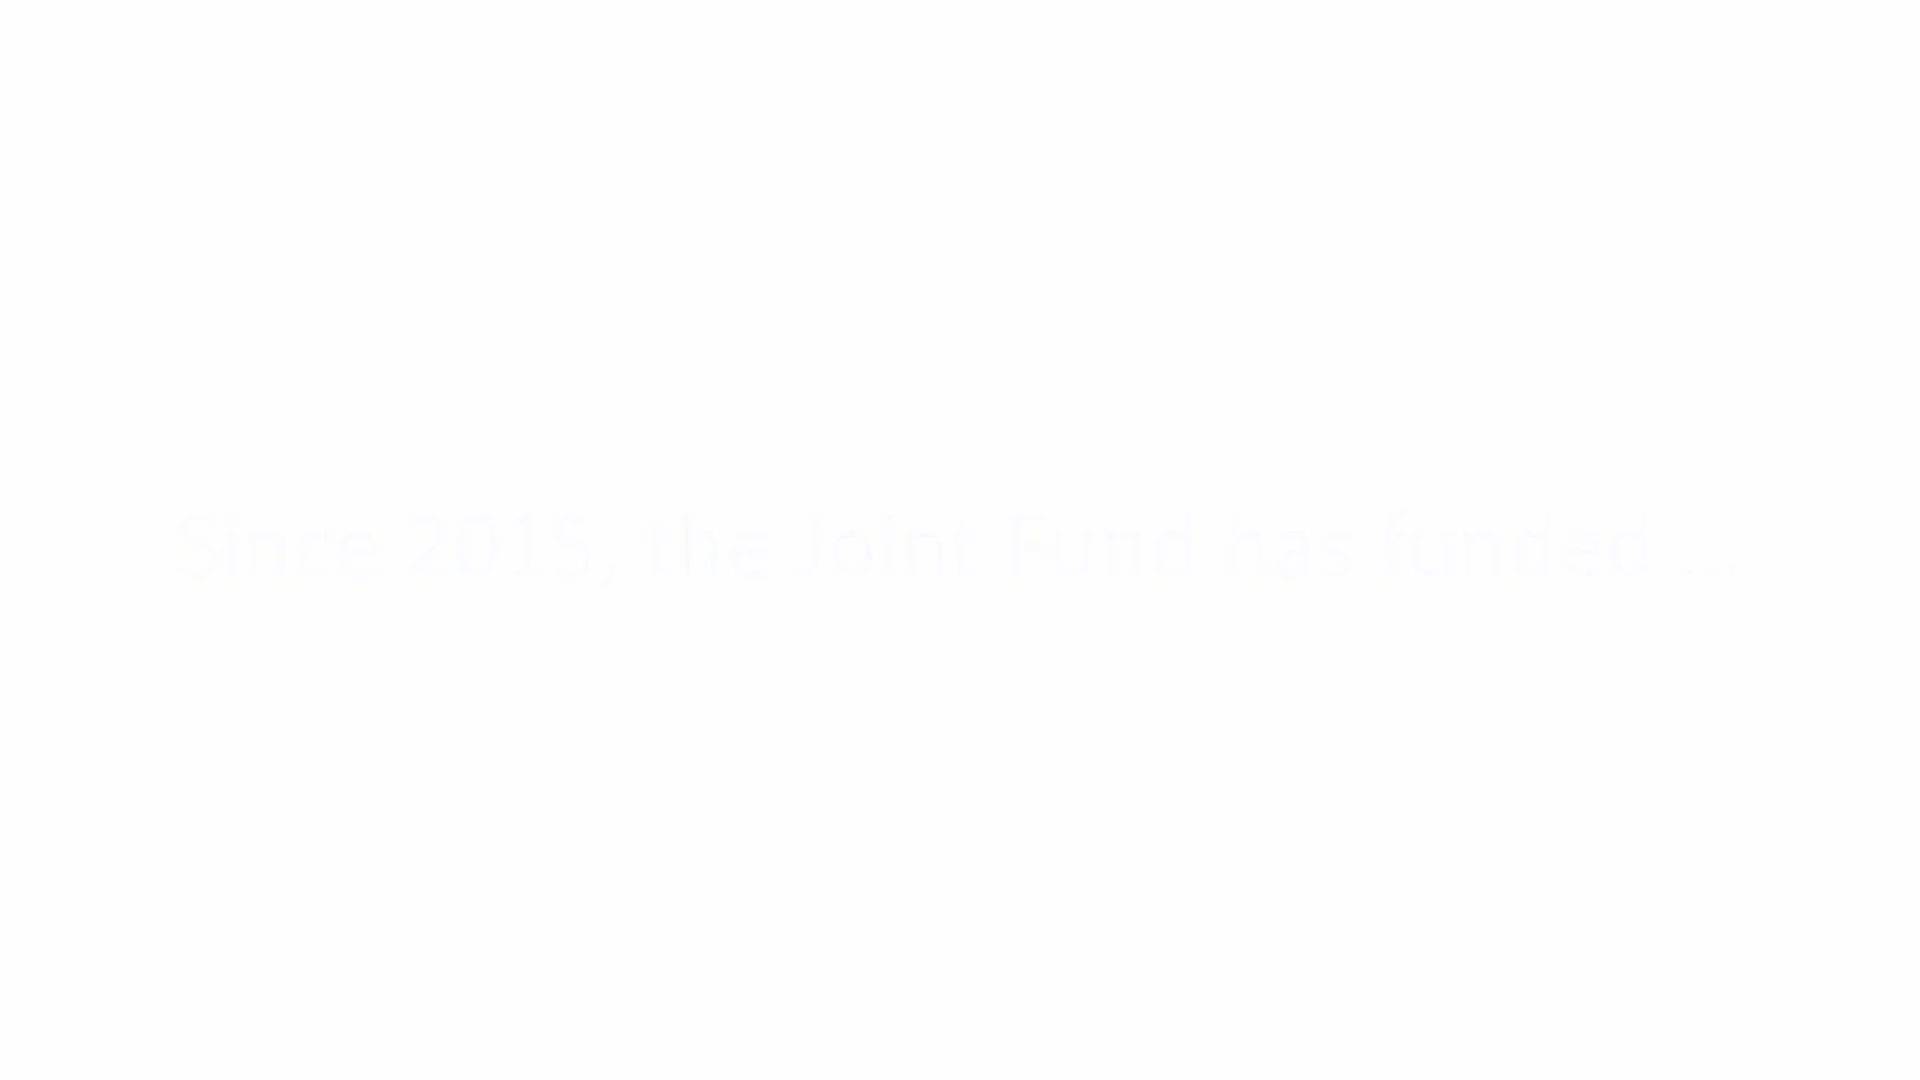 Since 2015, the Joint Fund has funded ...